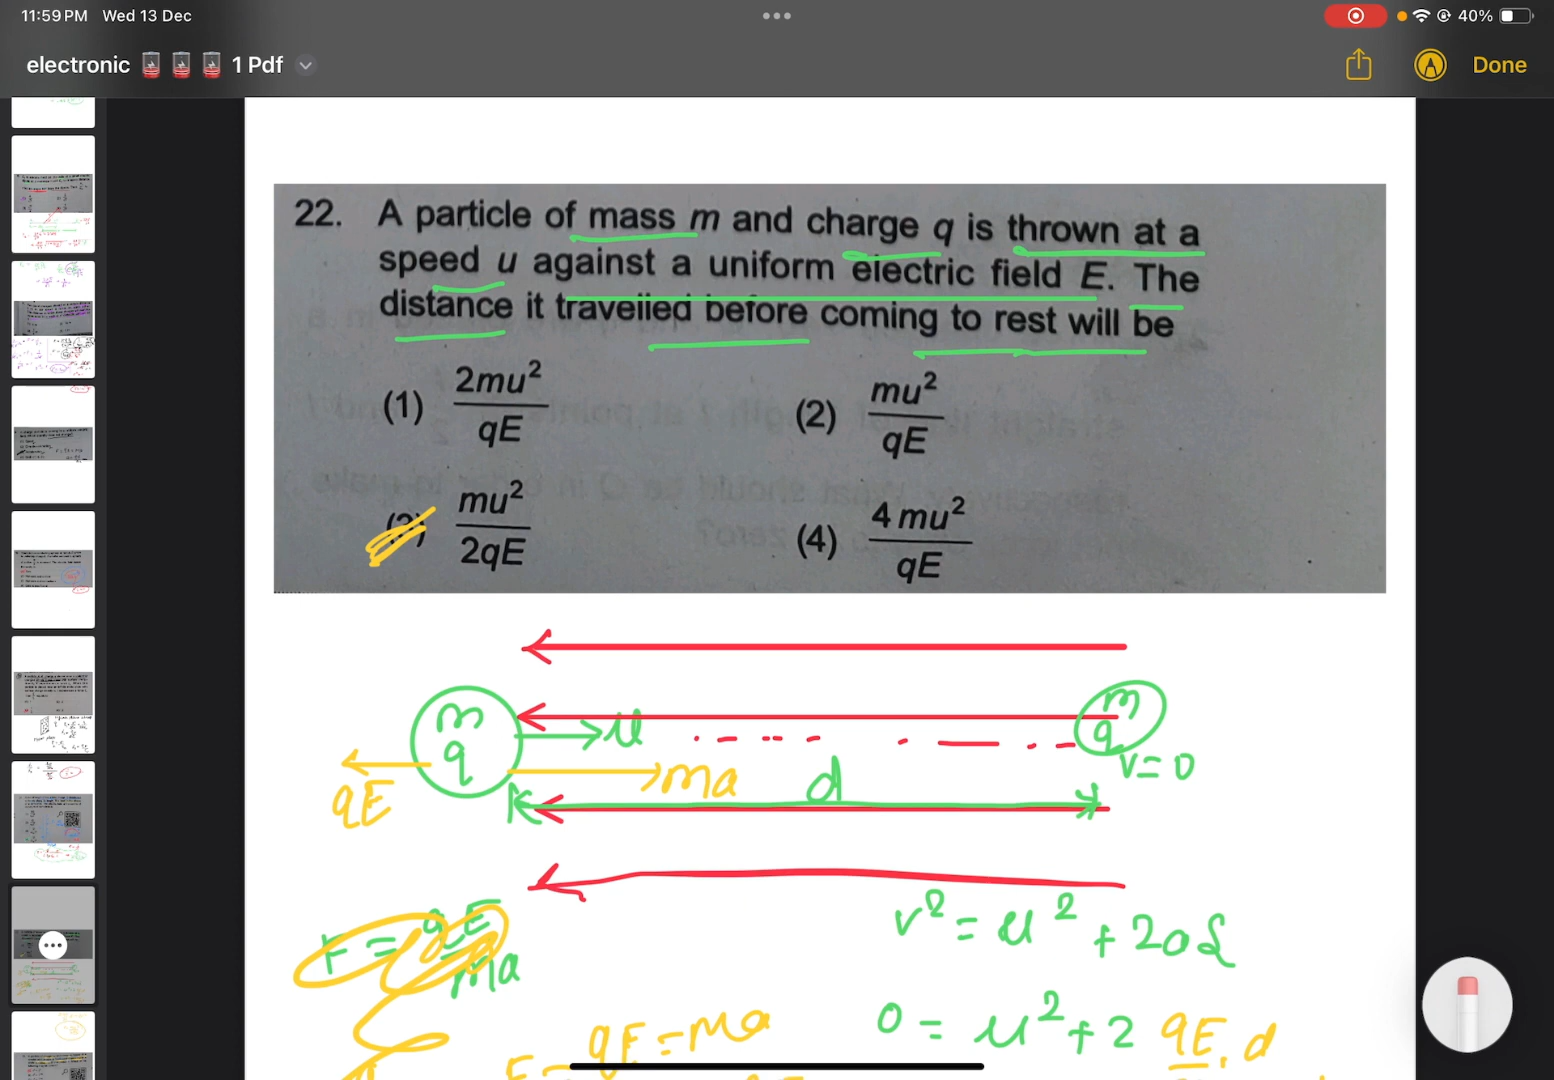 11:59 PM Wed 13 Dec
40%
electronic 1 Pdf
Done
22. A particle of mass m and charge q is thrown at a
speed u against a uniform electric field E. The
distance it travelled before coming to rest will be
(1) 2mu² / qE
(2) mu² / qE
(3) mu² / 2qE
(4) 4 mu² / qE
m
q
u
qE
ma
d
m
q
v = 0
F = qE
ma
v² = u² + 2as
qE = ma
0 = u² + 2 qE . d